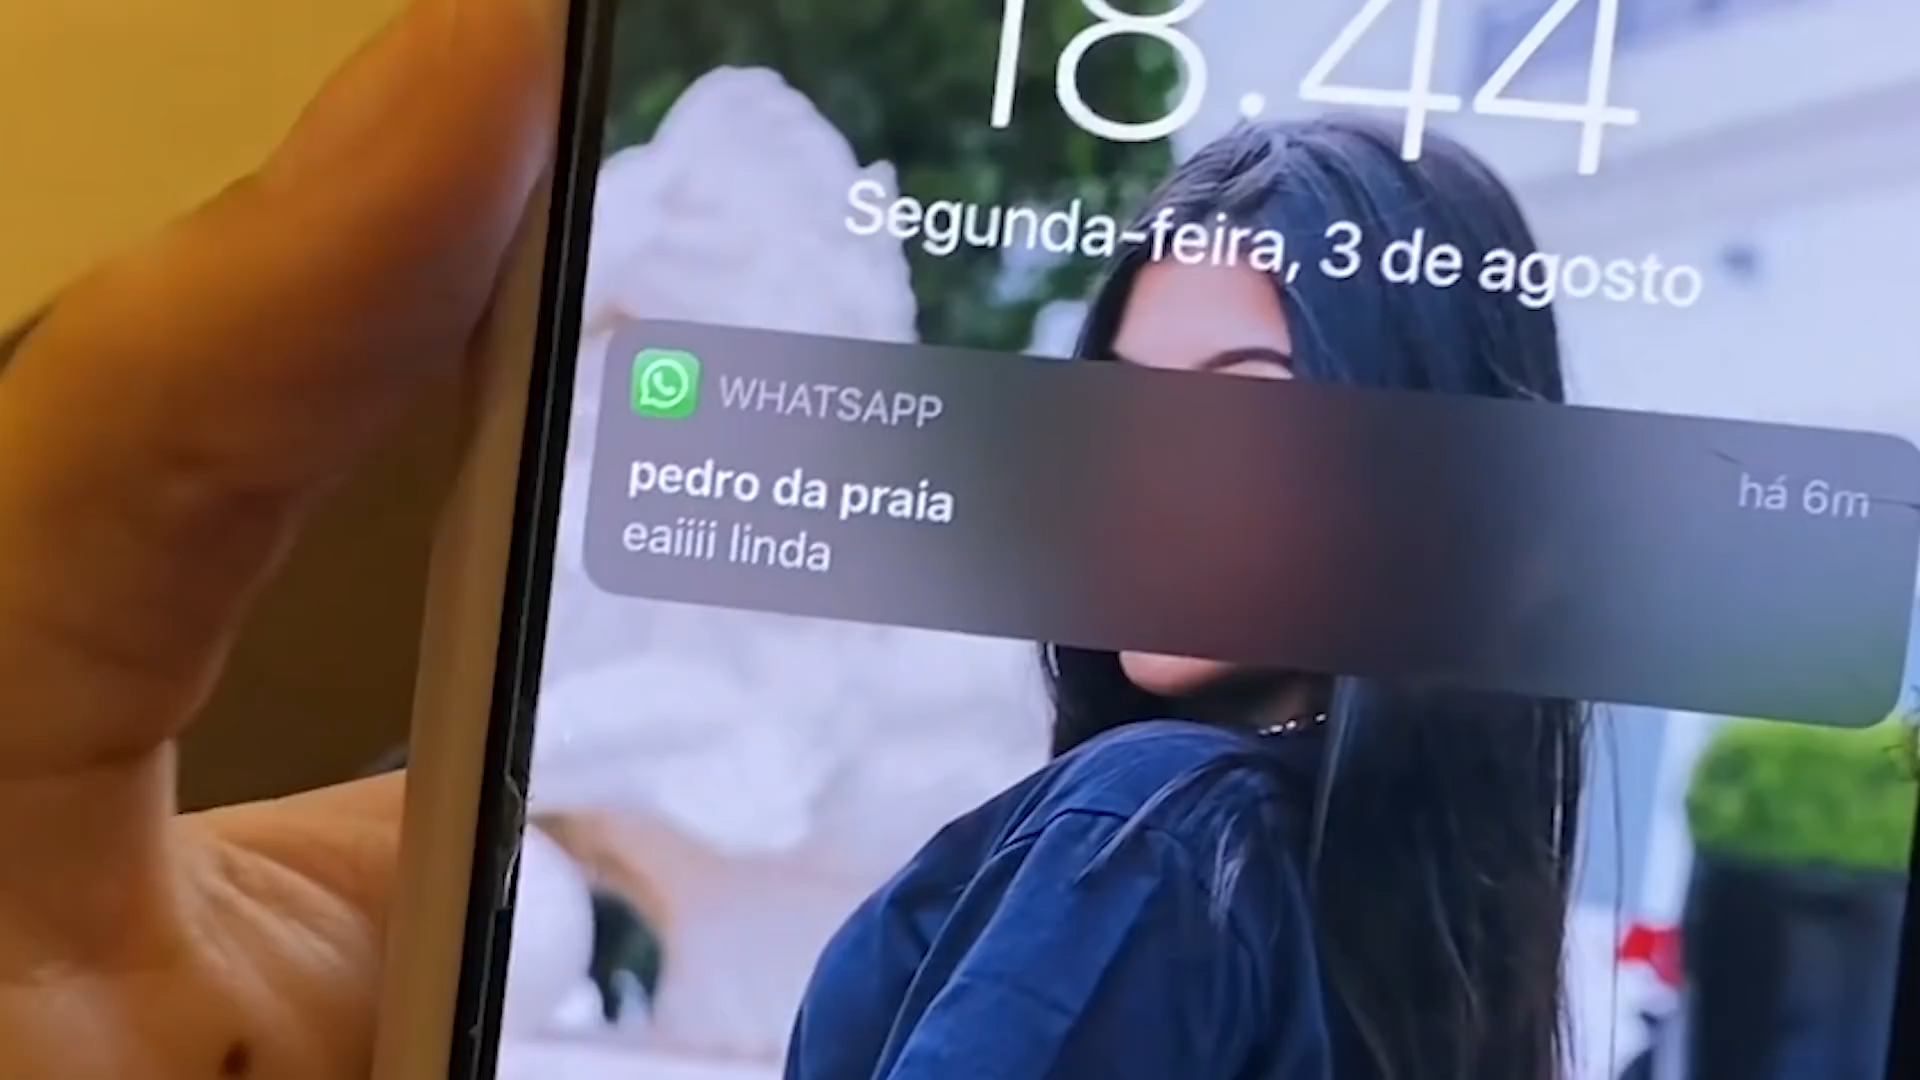 18:44
Segunda-feira, 3 de agosto
WHATSAPP
há 6m
pedro da praia
eaiiii linda